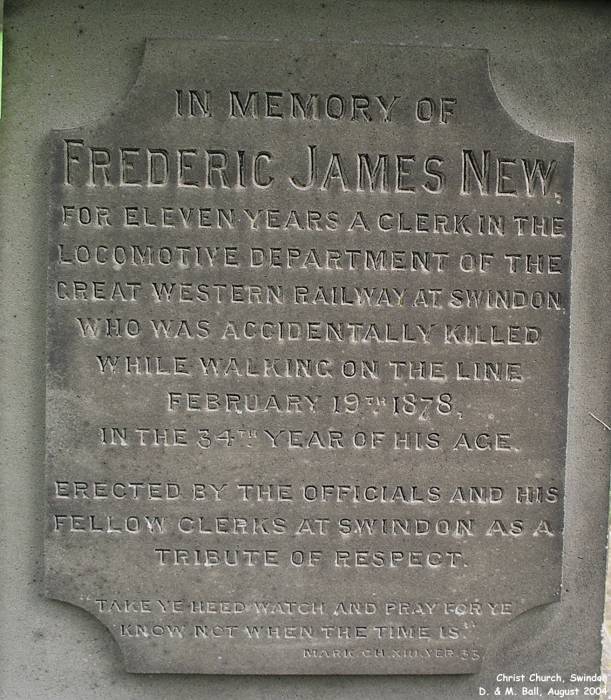 IN MEMORY OF
FREDERIC JAMES NEW,
FOR ELEVEN YEARS A CLERK IN THE
LOCOMOTIVE DEPARTMENT OF THE
GREAT WESTERN RAILWAY AT SWINDON,
WHO WAS ACCIDENTALLY KILLED
WHILE WALKING ON THE LINE
FEBRUARY 19TH 1878,
IN THE 34TH YEAR OF HIS AGE.
ERECTED BY THE OFFICIALS AND HIS
FELLOW CLERKS AT SWINDON AS A
TRIBUTE OF RESPECT.
"TAKE YE HEED WATCH AND PRAY FOR YE
KNOW NOT WHEN THE TIME IS."
MARK. CH. XIII. VER. 33.
Christ Church, Swindon
D. & M. Ball, August